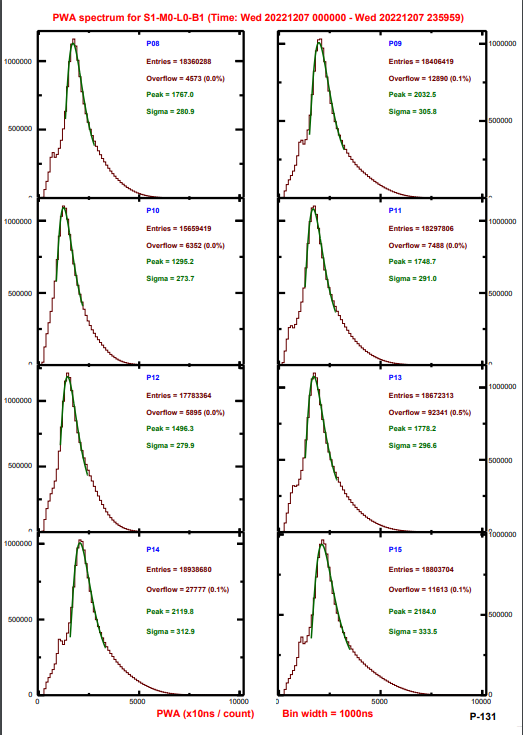 PWA spectrum for S1-M0-L0-B1 (Time: Wed 20221207 000000 - Wed 20221207 235959)
P08
Entries = 18360288
Overflow = 4573 (0.0%)
Peak = 1767.0
Sigma = 280.9
1000000
500000
0
P09
Entries = 18406419
Overflow = 12890 (0.1%)
Peak = 2032.5
Sigma = 305.8
1000000
500000
0
P10
Entries = 15659419
Overflow = 6352 (0.0%)
Peak = 1295.2
Sigma = 273.7
1000000
500000
0
P11
Entries = 18297806
Overflow = 7488 (0.0%)
Peak = 1748.7
Sigma = 291.0
1000000
500000
0
P12
Entries = 17783364
Overflow = 5895 (0.0%)
Peak = 1496.3
Sigma = 279.9
1000000
500000
0
P13
Entries = 18672313
Overflow = 92341 (0.5%)
Peak = 1778.2
Sigma = 296.6
1000000
500000
0
P14
Entries = 18938680
Overflow = 27777 (0.1%)
Peak = 2119.8
Sigma = 312.9
1000000
500000
0
P15
Entries = 18803704
Overflow = 11613 (0.1%)
Peak = 2184.0
Sigma = 333.5
1000000
500000
0
0 5000 10000
0 5000 10000
PWA (x10ns / count)
Bin width = 1000ns
P-131